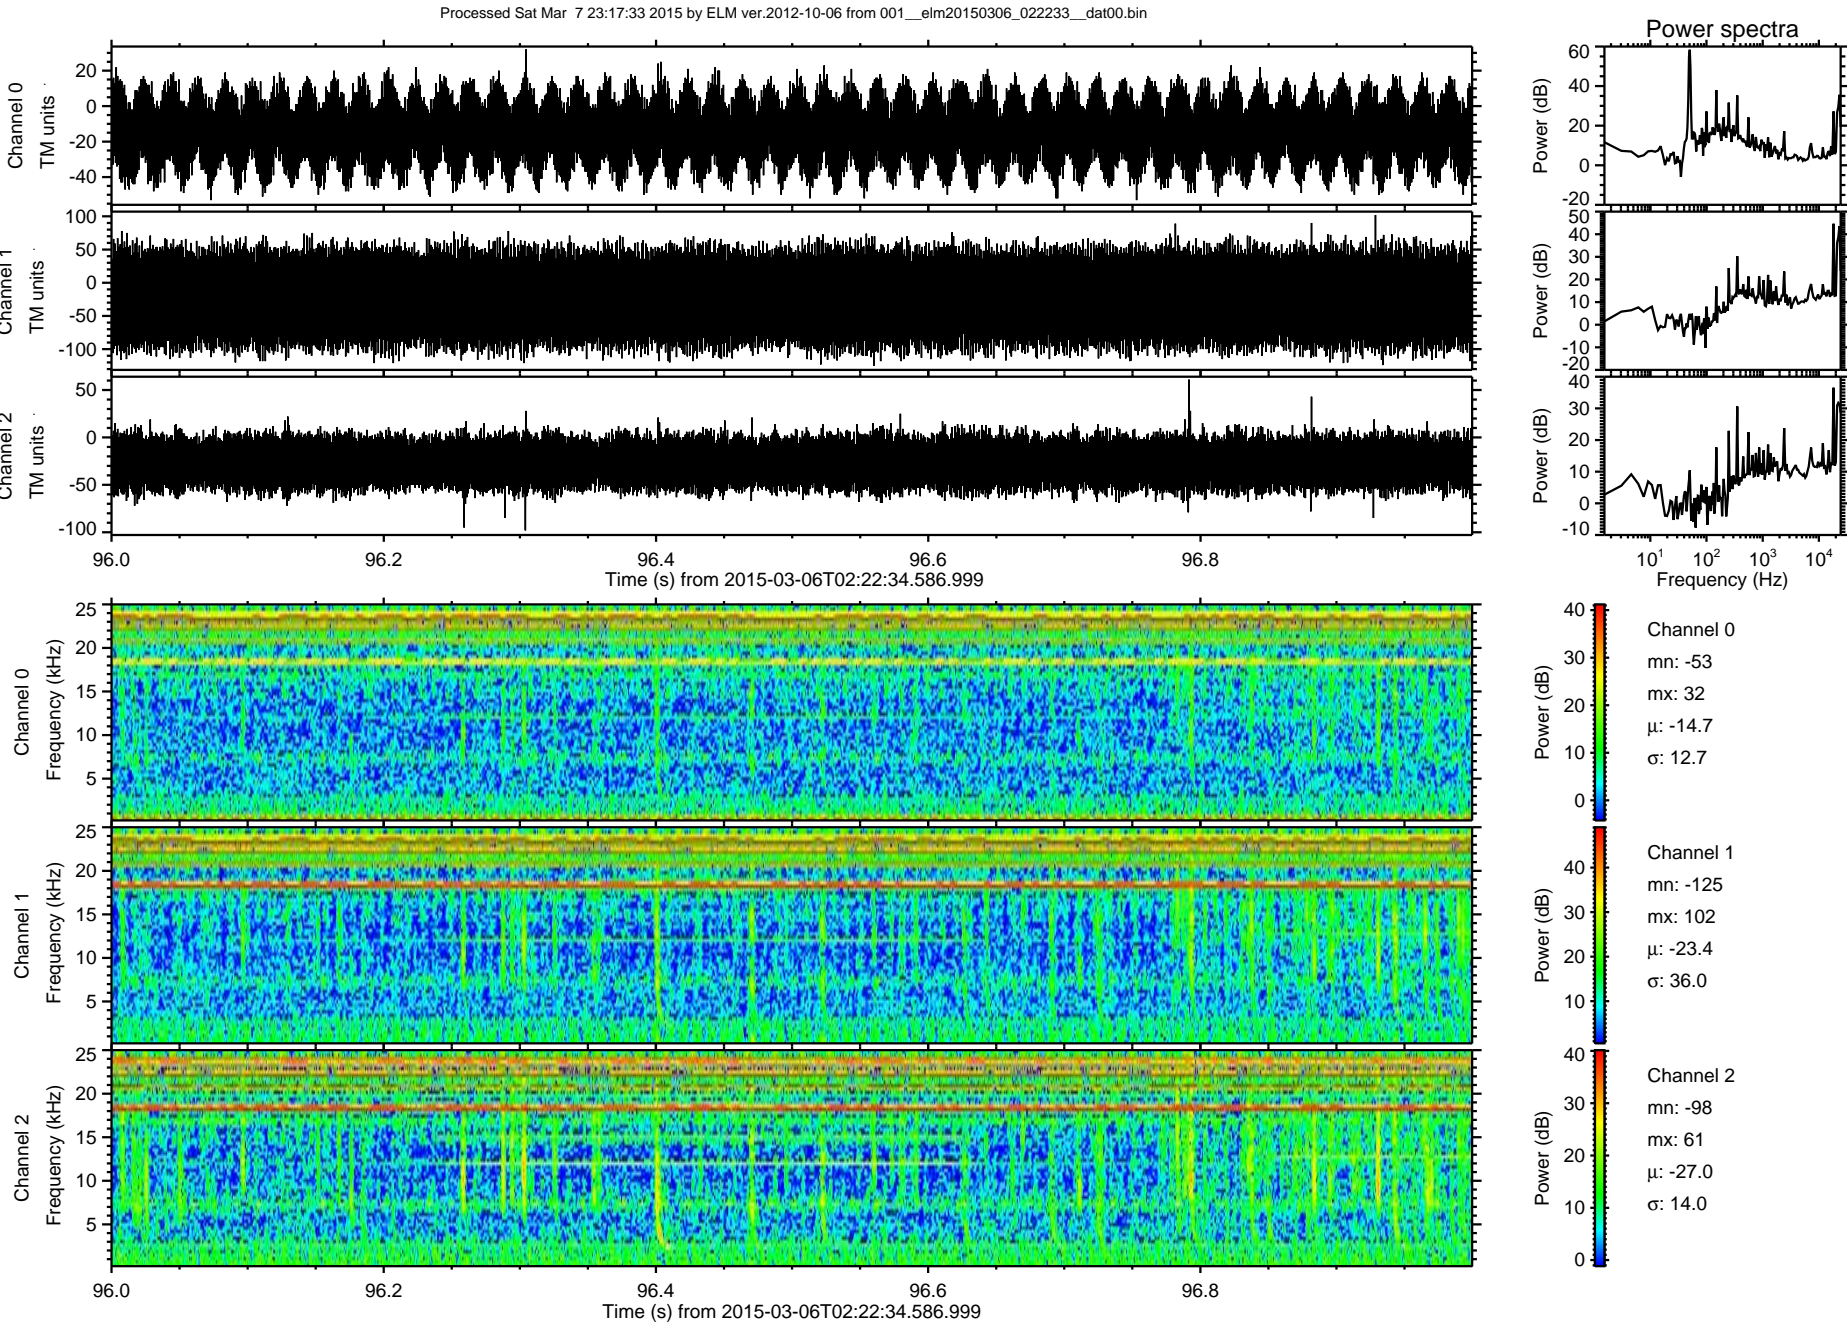 Processed Sat Mar  7 23:17:33 2015 by ELM ver.2012-10-06 from 001__elm20150306_022233__dat00.bin
Power spectra
Channel 0
TM units
20
0
-20
-40
Power (dB)
60
40
20
0
-20
Channel 1
TM units
100
50
0
-50
-100
Power (dB)
50
40
30
20
10
0
-10
-20
Channel 2
TM units
50
0
-50
-100
Power (dB)
40
30
20
10
0
-10
96.0 96.2 96.4 96.6 96.8
Time (s) from 2015-03-06T02:22:34.586.999
10¹ 10² 10³ 10⁴
Frequency (Hz)
Channel 0
Frequency (kHz)
25
20
15
10
5
Power (dB)
40
30
20
10
0
Channel 0
mn: -53
mx: 32
μ: -14.7
σ: 12.7
Channel 1
Frequency (kHz)
25
20
15
10
5
Power (dB)
40
30
20
10
Channel 1
mn: -125
mx: 102
μ: -23.4
σ: 36.0
Channel 2
Frequency (kHz)
25
20
15
10
5
Power (dB)
40
30
20
10
0
Channel 2
mn: -98
mx: 61
μ: -27.0
σ: 14.0
96.0 96.2 96.4 96.6 96.8
Time (s) from 2015-03-06T02:22:34.586.999